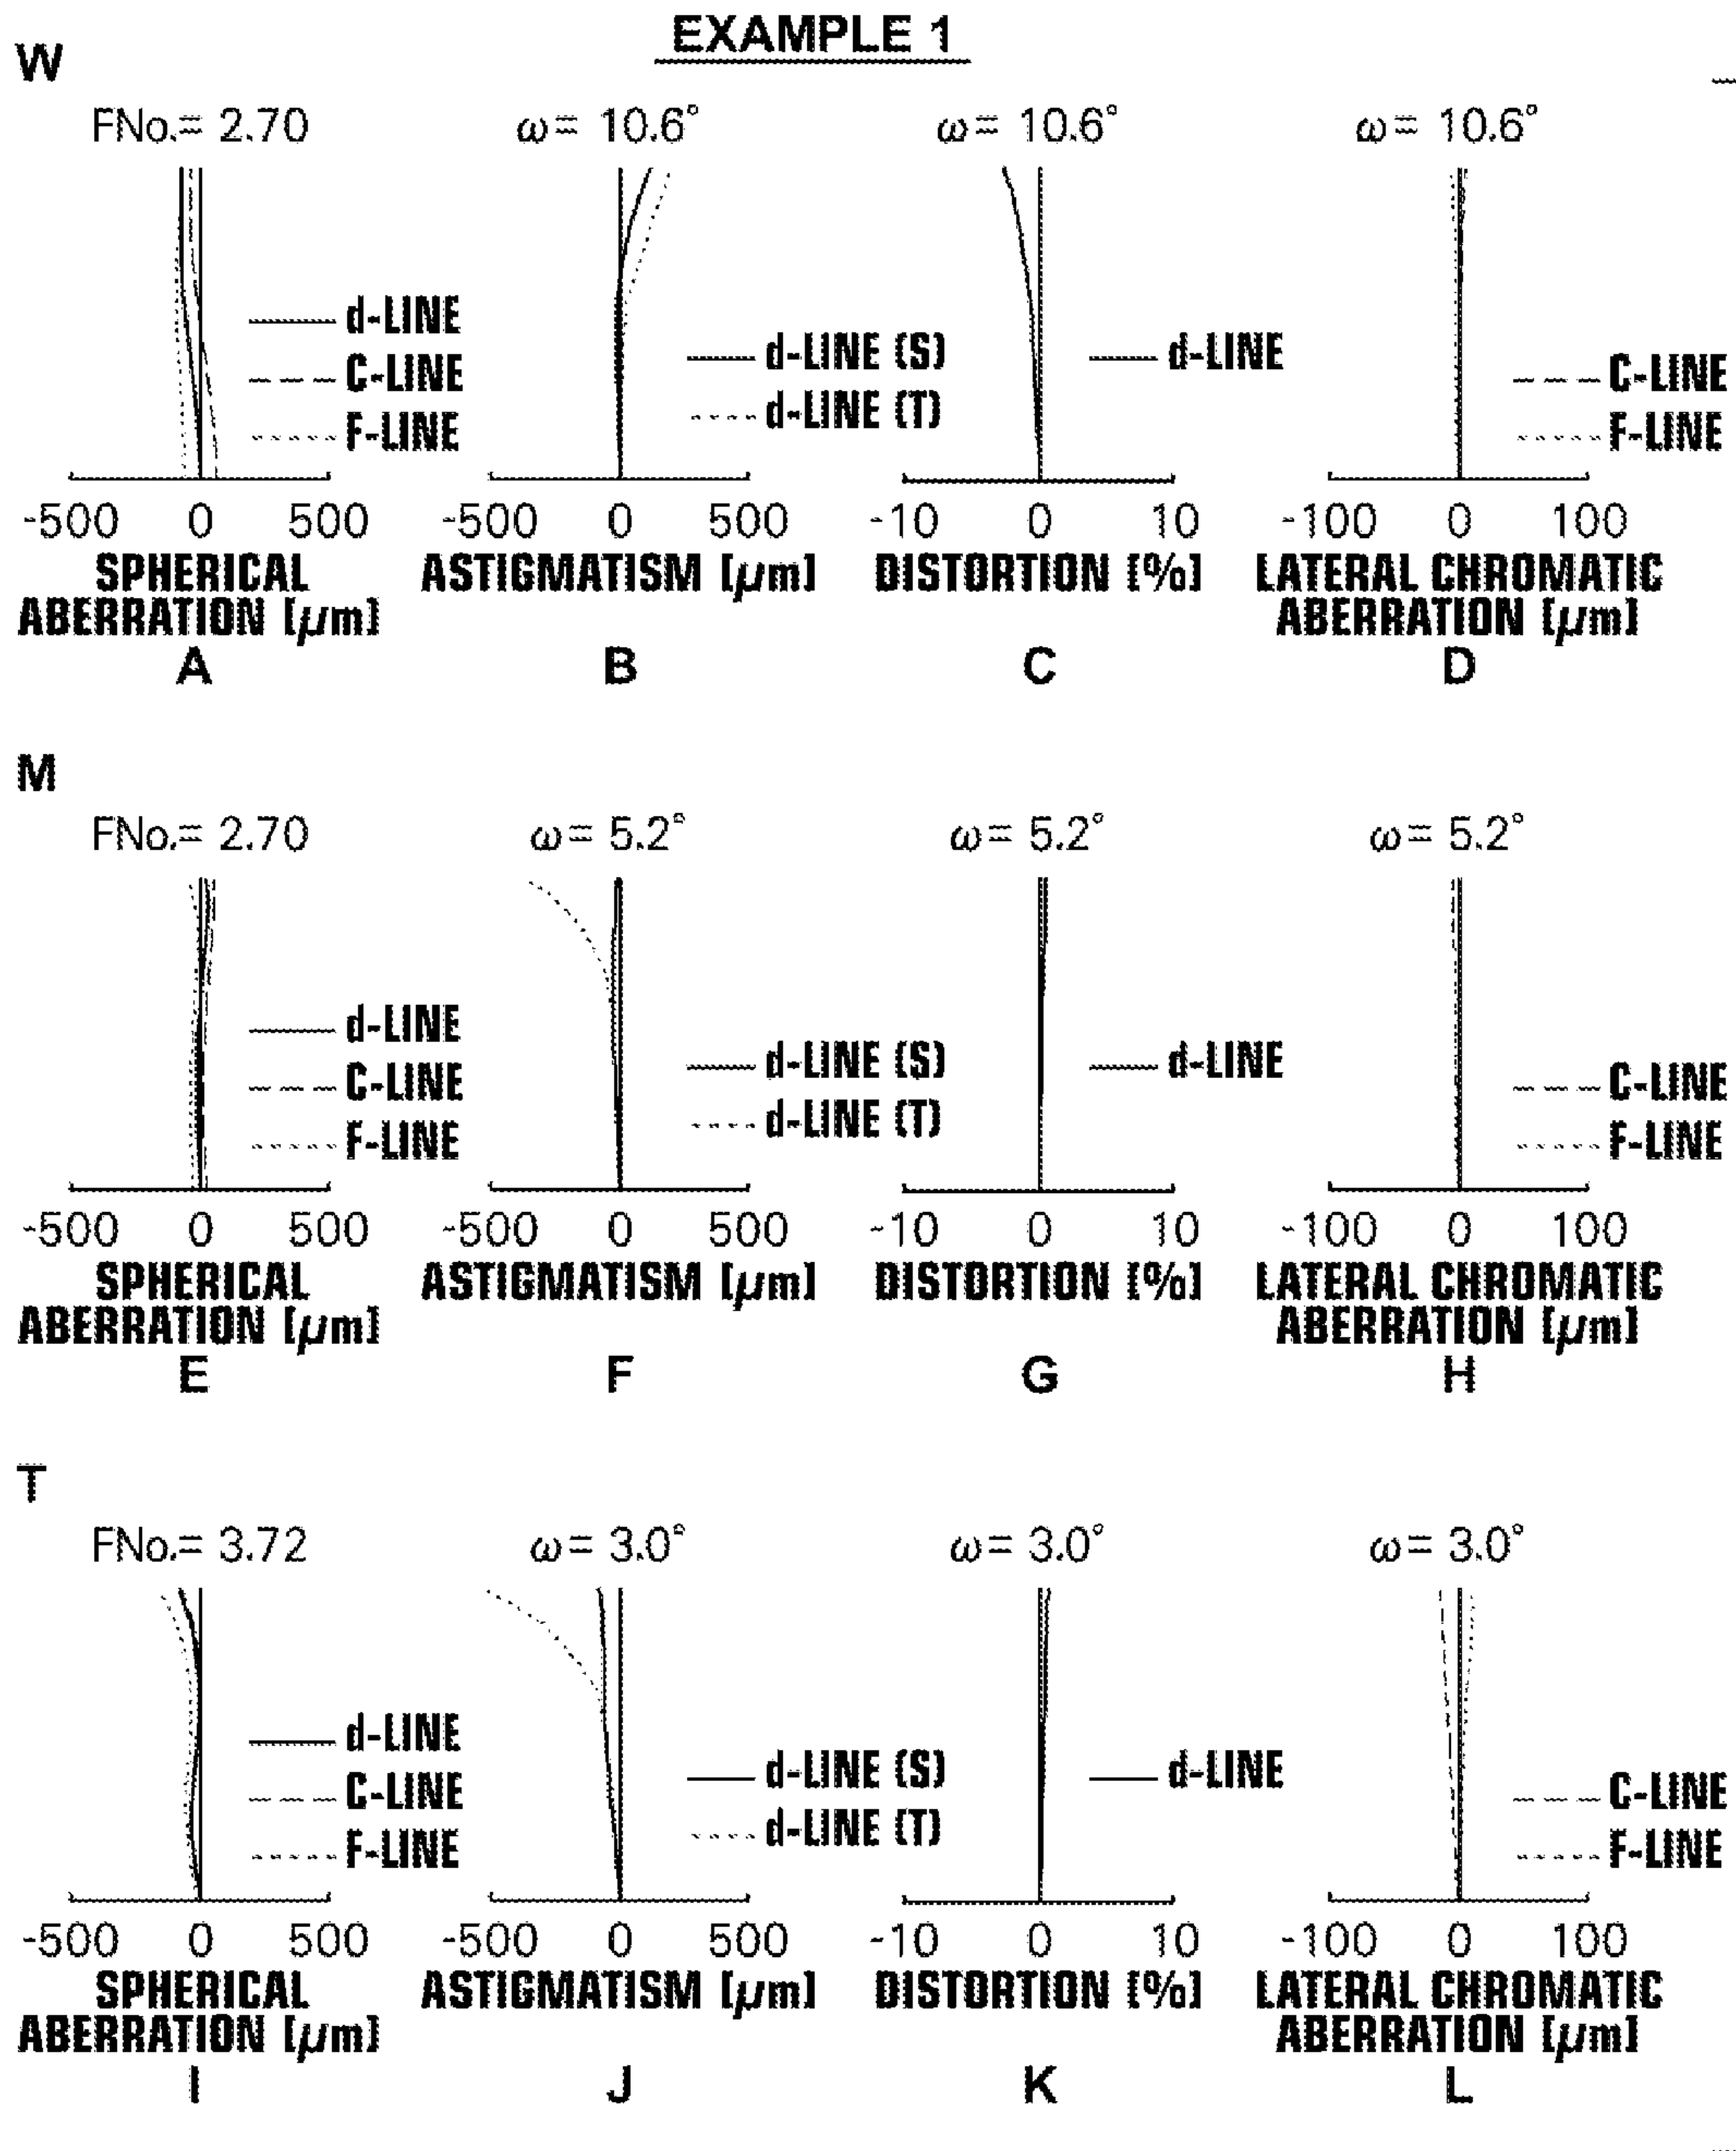 EXAMPLE 1
W
FNo.= 2.70
ω= 10.6°
ω= 10.6°
ω= 10.6°
d-LINE
C-LINE
F-LINE
d-LINE (S)
d-LINE (T)
d-LINE
C-LINE
F-LINE
-500 0 500
-500 0 500
-10 0 10
-100 0 100
SPHERICAL
ABERRATION [μm]
ASTIGMATISM [μm]
DISTORTION [%]
LATERAL CHROMATIC
ABERRATION [μm]
A
B
C
D
M
FNo.= 2.70
ω= 5.2°
ω= 5.2°
ω= 5.2°
d-LINE
C-LINE
F-LINE
d-LINE (S)
d-LINE (T)
d-LINE
C-LINE
F-LINE
-500 0 500
-500 0 500
-10 0 10
-100 0 100
SPHERICAL
ABERRATION [μm]
ASTIGMATISM [μm]
DISTORTION [%]
LATERAL CHROMATIC
ABERRATION [μm]
E
F
G
H
T
FNo.= 3.72
ω= 3.0°
ω= 3.0°
ω= 3.0°
d-LINE
C-LINE
F-LINE
d-LINE (S)
d-LINE (T)
d-LINE
C-LINE
F-LINE
-500 0 500
-500 0 500
-10 0 10
-100 0 100
SPHERICAL
ABERRATION [μm]
ASTIGMATISM [μm]
DISTORTION [%]
LATERAL CHROMATIC
ABERRATION [μm]
I
J
K
L